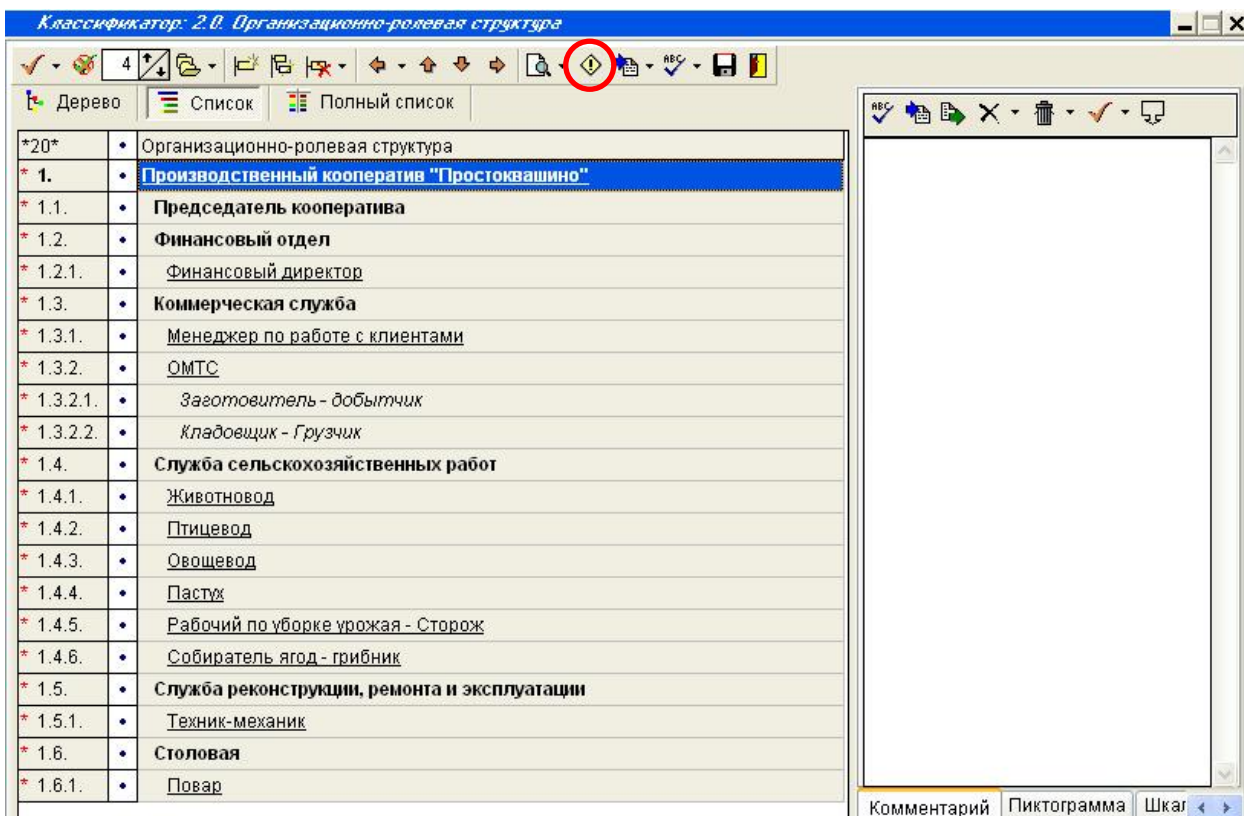 Классификатор: 2.0. Организационно-ролевая структура
4
Дерево Список Полный список
*20* • Организационно-ролевая структура
* 1. • Производственный кооператив "Простоквашино"
* 1.1. • Председатель кооператива
* 1.2. • Финансовый отдел
* 1.2.1. • Финансовый директор
* 1.3. • Коммерческая служба
* 1.3.1. • Менеджер по работе с клиентами
* 1.3.2. • ОМТС
* 1.3.2.1. • Заготовитель - добытчик
* 1.3.2.2. • Кладовщик - Грузчик
* 1.4. • Служба сельскохозяйственных работ
* 1.4.1. • Животновод
* 1.4.2. • Птицевод
* 1.4.3. • Овощевод
* 1.4.4. • Пастух
* 1.4.5. • Рабочий по уборке урожая - Сторож
* 1.4.6. • Собиратель ягод - грибник
* 1.5. • Служба реконструкции, ремонта и эксплуатации
* 1.5.1. • Техник-механик
* 1.6. • Столовая
* 1.6.1. • Повар
Комментарий Пиктограмма Шкал